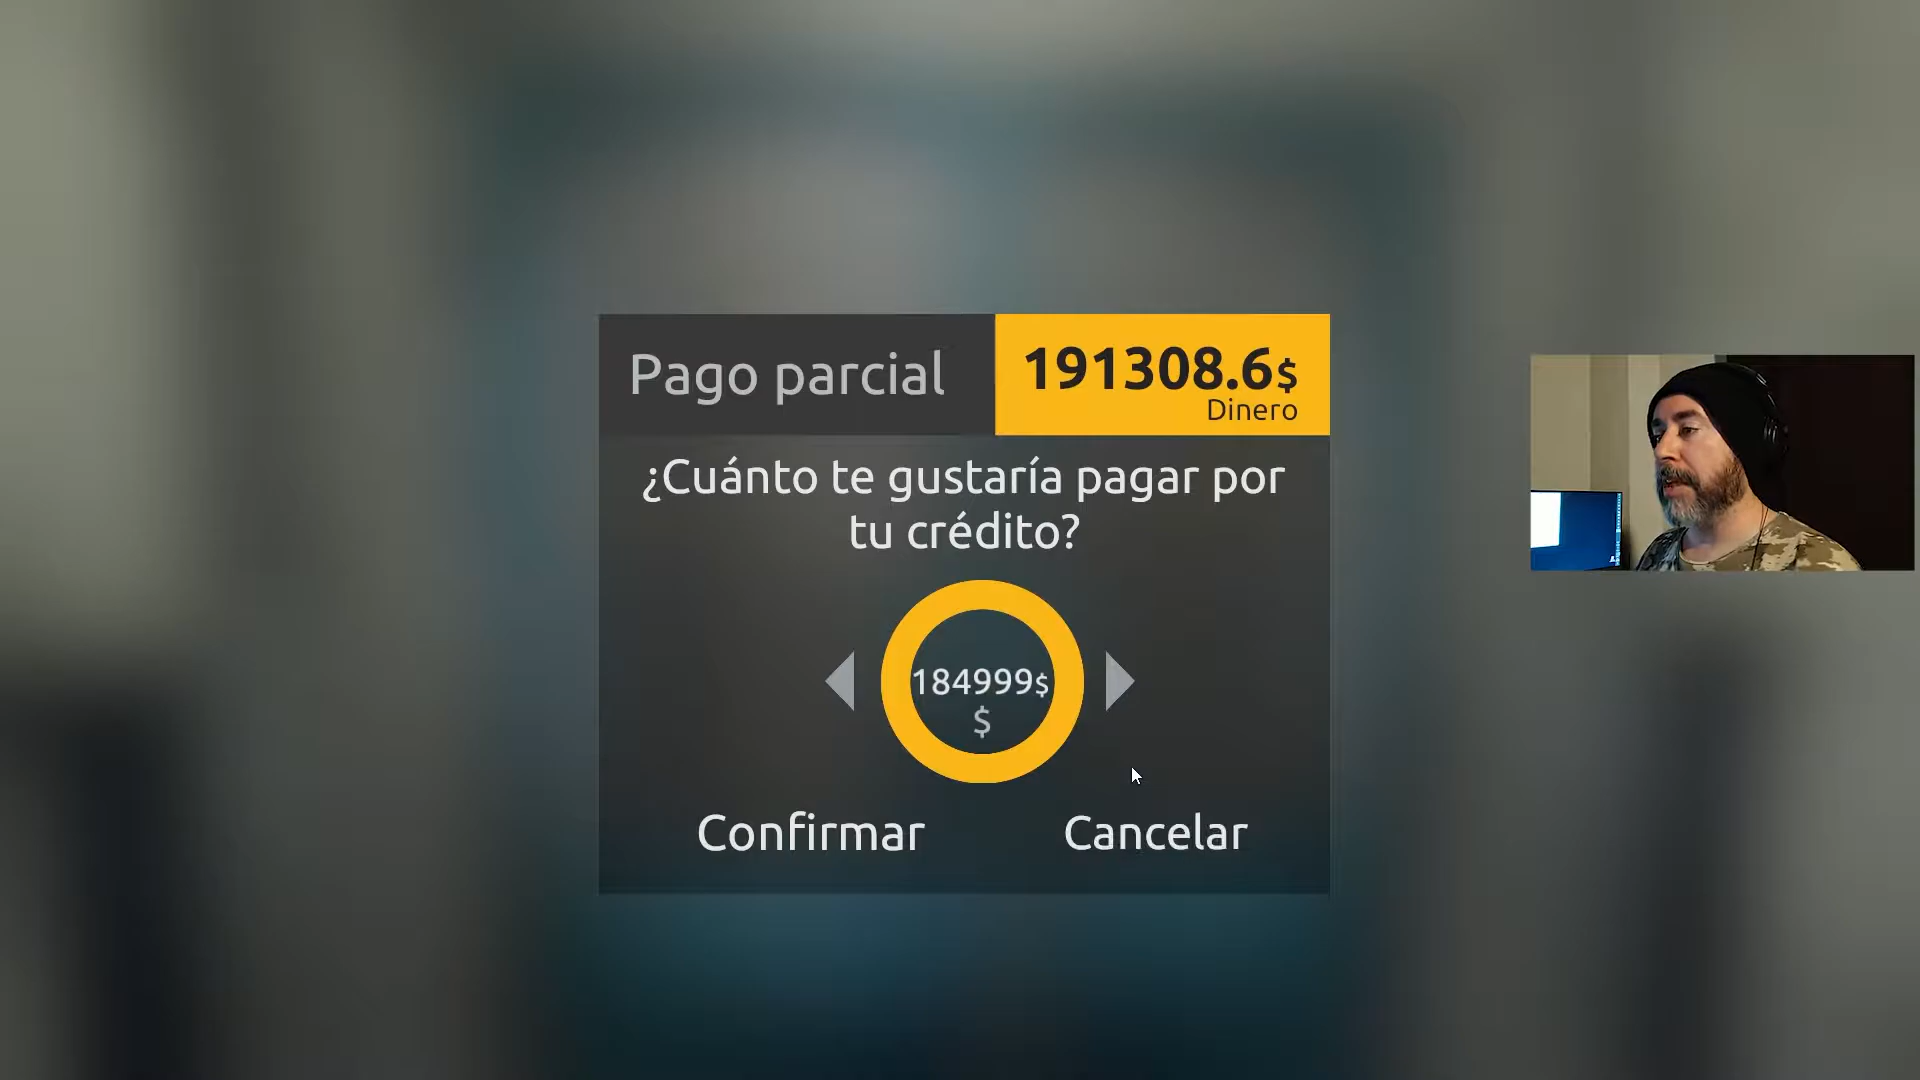 Pago parcial
191308.6$
Dinero
¿Cuánto te gustaría pagar por
tu crédito?
184999$
$
Confirmar
Cancelar